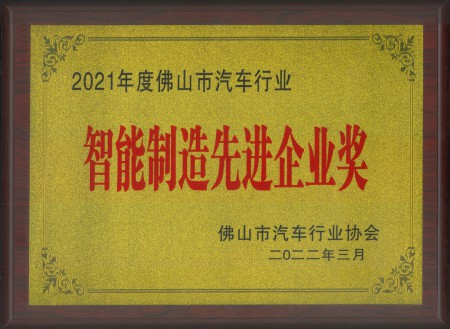 2021年度佛山市汽车行业
智能制造先进企业奖
佛山市汽车行业协会
二〇二二年三月